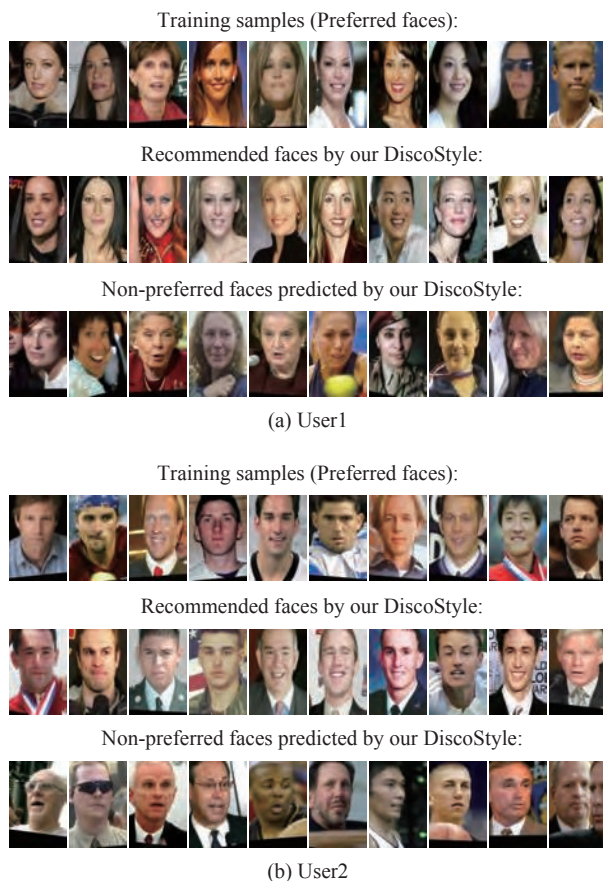 Training samples (Preferred faces):
Recommended faces by our DiscoStyle:
Non-preferred faces predicted by our DiscoStyle:
(a) User1
Training samples (Preferred faces):
Recommended faces by our DiscoStyle:
Non-preferred faces predicted by our DiscoStyle:
(b) User2